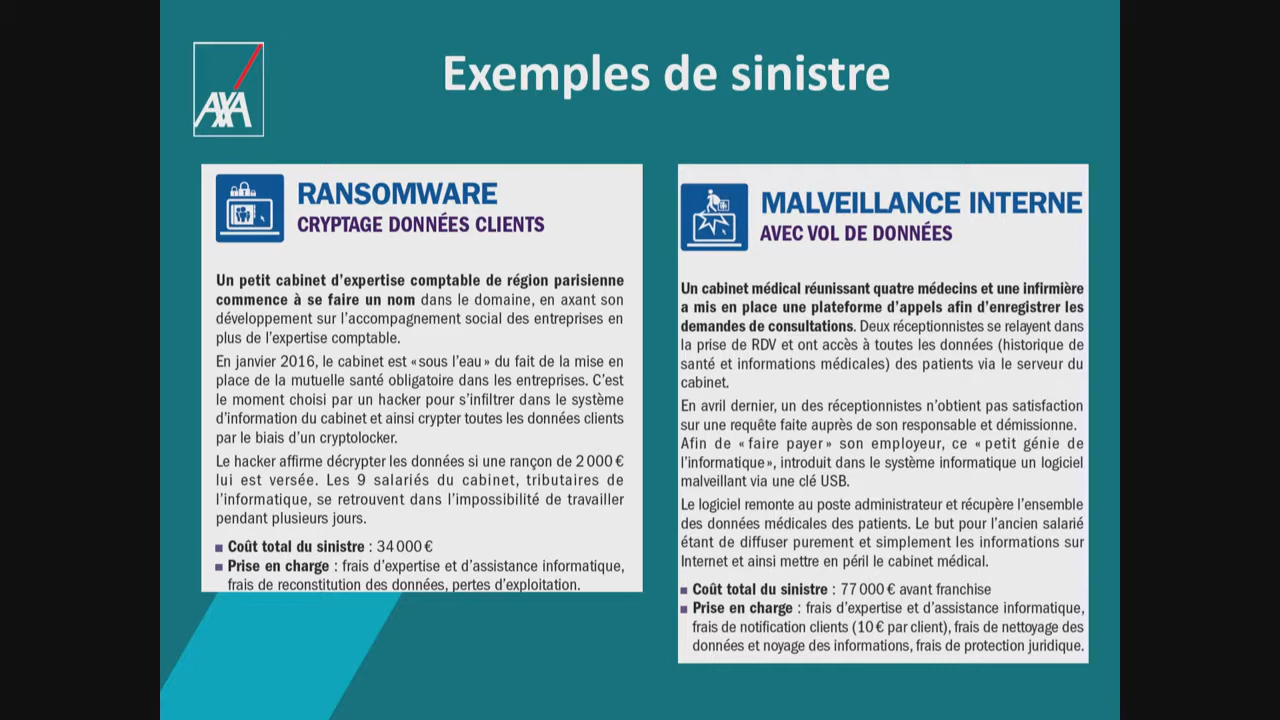 AXA
Exemples de sinistre
RANSOMWARE
CRYPTAGE DONNÉES CLIENTS
Un petit cabinet d’expertise comptable de région parisienne
commence à se faire un nom dans le domaine, en axant son
développement sur l’accompagnement social des entreprises en
plus de l’expertise comptable.
En janvier 2016, le cabinet est «sous l’eau» du fait de la mise en
place de la mutuelle santé obligatoire dans les entreprises. C’est
le moment choisi par un hacker pour s’infiltrer dans le système
d’information du cabinet et ainsi crypter toutes les données clients
par le biais d’un cryptolocker.
Le hacker affirme décrypter les données si une rançon de 2 000 €
lui est versée. Les 9 salariés du cabinet, tributaires de
l’informatique, se retrouvent dans l’impossibilité de travailler
pendant plusieurs jours.
■ Coût total du sinistre : 34 000 €
■ Prise en charge : frais d’expertise et d’assistance informatique,
frais de reconstitution des données, pertes d’exploitation.
MALVEILLANCE INTERNE
AVEC VOL DE DONNÉES
Un cabinet médical réunissant quatre médecins et une infirmière
a mis en place une plateforme d’appels afin d’enregistrer les
demandes de consultations. Deux réceptionnistes se relayent dans
la prise de RDV et ont accès à toutes les données (historique de
santé et informations médicales) des patients via le serveur du
cabinet.
En avril dernier, un des réceptionnistes n’obtient pas satisfaction
sur une requête faite auprès de son responsable et démissionne.
Afin de « faire payer » son employeur, ce « petit génie de
l’informatique», introduit dans le système informatique un logiciel
malveillant via une clé USB.
Le logiciel remonte au poste administrateur et récupère l’ensemble
des données médicales des patients. Le but pour l’ancien salarié
étant de diffuser purement et simplement les informations sur
Internet et ainsi mettre en péril le cabinet médical.
■ Coût total du sinistre : 77 000 € avant franchise
■ Prise en charge : frais d’expertise et d’assistance informatique,
frais de notification clients (10 € par client), frais de nettoyage des
données et noyage des informations, frais de protection juridique.